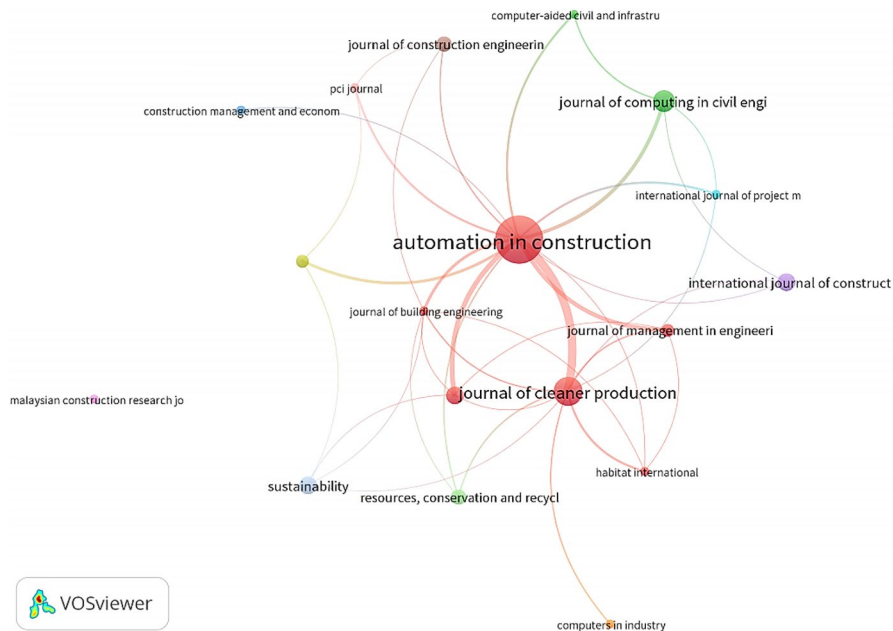 computer-aided civil and infrastru
journal of construction engineerin
pci journal
journal of computing in civil engi
construction management and econom
international journal of project m
automation in construction
international journal of construct
journal of building engineering
journal of management in engineeri
journal of cleaner production
malaysian construction research jo
habitat international
sustainability
resources, conservation and recycl
VOSviewer
computers in industry